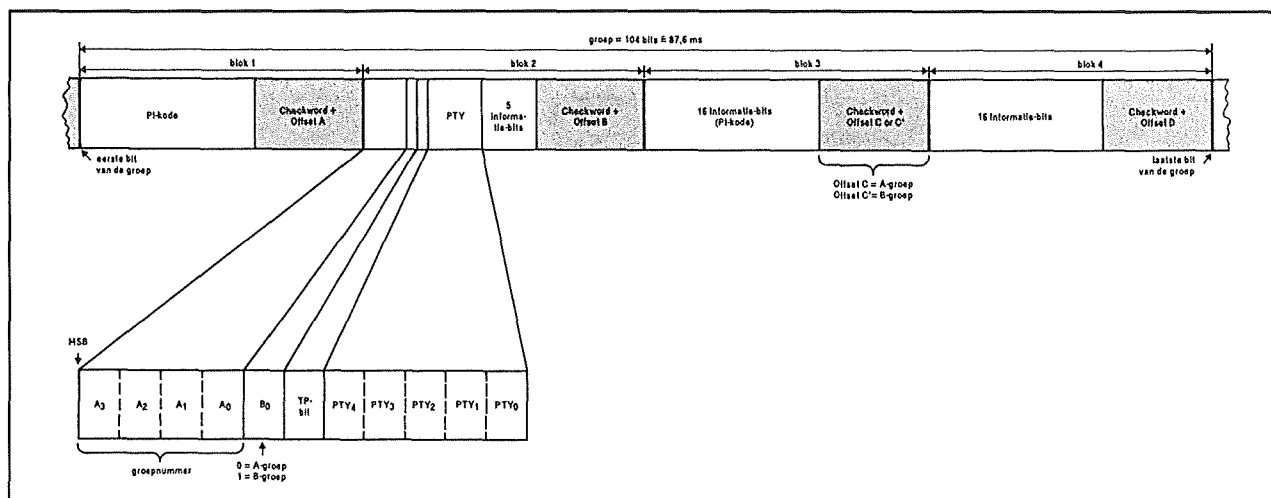 groep = 104 bits ≙ 87,6 ms
blok 1 blok 2 blok 3 blok 4
PI-kode
Checkword +
Offset A
PTY
5
informa-
tie-bits
Checkword +
Offset B
16 informatie-bits
(PI-kode)
Checkword +
Offset C or C'
16 informatie-bits
Checkword +
Offset D
eerste bit
van de groep
laatste bit
van de groep
Offset C = A-groep
Offset C' = B-groep
HSB
A3 A2 A1 A0 B0 TP-bit PTY4 PTY3 PTY2 PTY1 PTY0
groepnummer
0 = A-groep
1 = B-groep